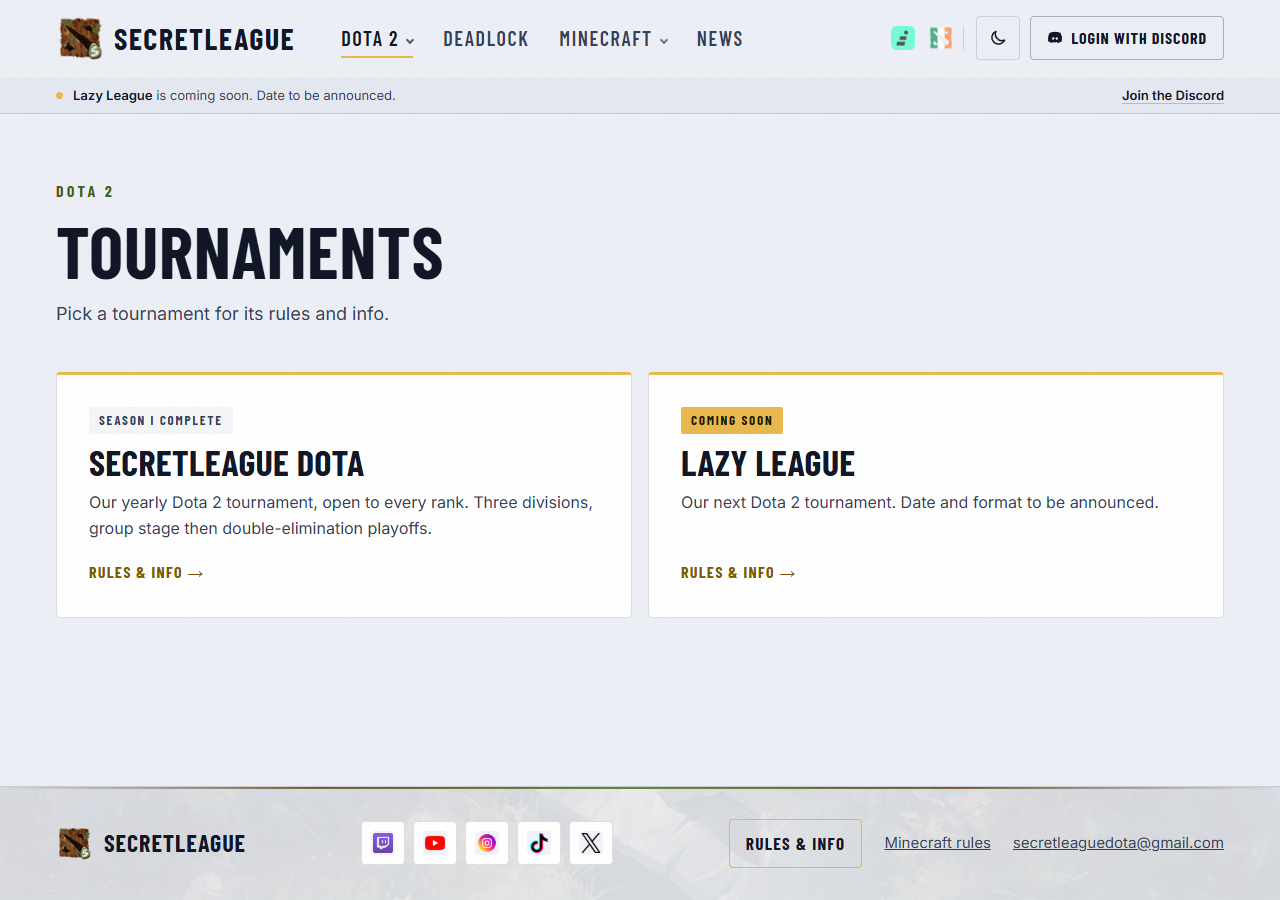 SECRETLEAGUE
DOTA 2
DEADLOCK
MINECRAFT
NEWS
LOGIN WITH DISCORD
Lazy League is coming soon. Date to be announced.
Join the Discord
DOTA 2
TOURNAMENTS
Pick a tournament for its rules and info.
SEASON I COMPLETE
SECRETLEAGUE DOTA
Our yearly Dota 2 tournament, open to every rank. Three divisions,
group stage then double-elimination playoffs.
RULES & INFO →
COMING SOON
LAZY LEAGUE
Our next Dota 2 tournament. Date and format to be announced.
RULES & INFO →
SECRETLEAGUE
RULES & INFO
Minecraft rules
secretleaguedota@gmail.com